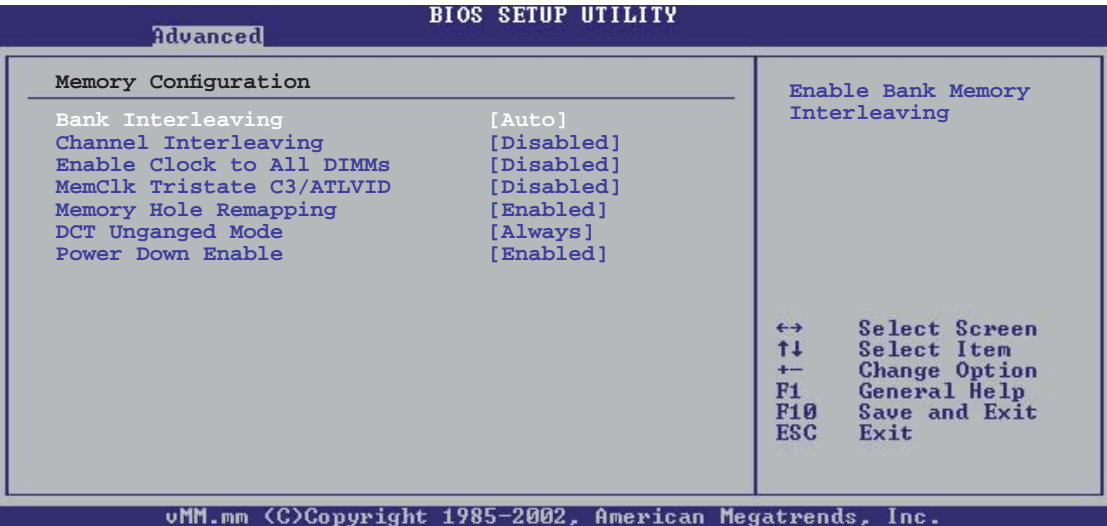 BIOS SETUP UTILITY
Advanced
Memory Configuration
Bank Interleaving [Auto]
Channel Interleaving [Disabled]
Enable Clock to All DIMMs [Disabled]
MemClk Tristate C3/ATLVID [Disabled]
Memory Hole Remapping [Enabled]
DCT Unganged Mode [Always]
Power Down Enable [Enabled]
Enable Bank Memory
Interleaving
←→ Select Screen
↑↓ Select Item
+- Change Option
F1 General Help
F10 Save and Exit
ESC Exit
vMM.mm (C)Copyright 1985-2002, American Megatrends, Inc.